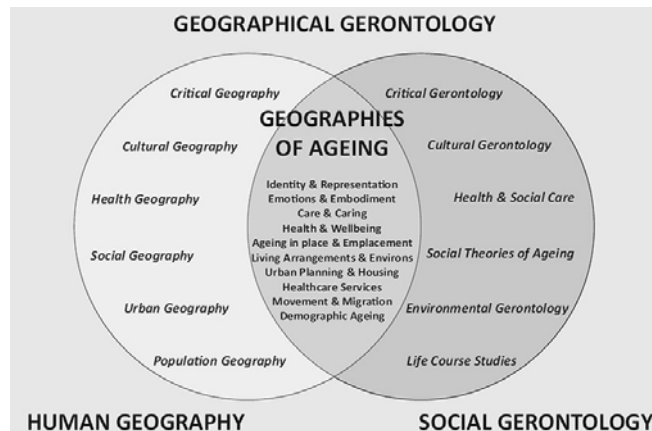 GEOGRAPHICAL GERONTOLOGY
Critical Geography
Cultural Geography
Health Geography
Social Geography
Urban Geography
Population Geography
GEOGRAPHIES
OF AGEING
Identity & Representation
Emotions & Embodiment
Care & Caring
Health & Wellbeing
Ageing in place & Emplacement
Living Arrangements & Environs
Urban Planning & Housing
Healthcare Services
Movement & Migration
Demographic Ageing
Critical Gerontology
Cultural Gerontology
Health & Social Care
Social Theories of Ageing
Environmental Gerontology
Life Course Studies
HUMAN GEOGRAPHY
SOCIAL GERONTOLOGY